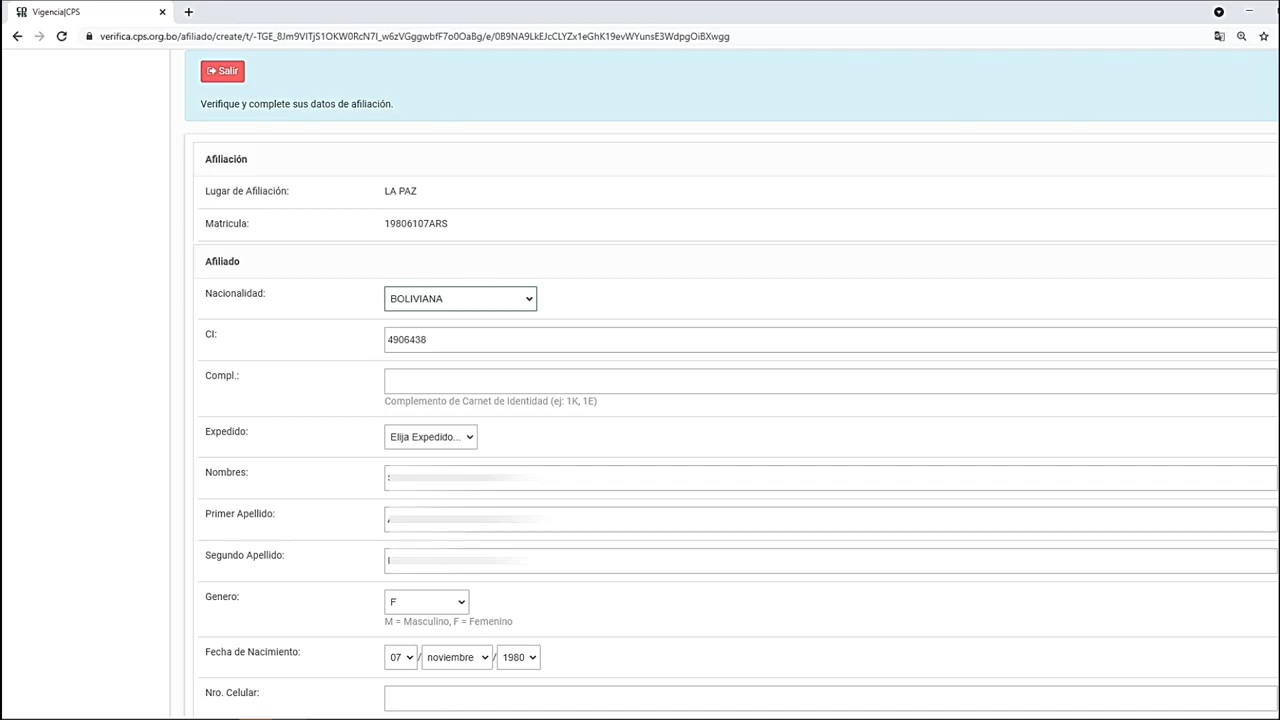 Vigencia|CPS
verifica.cps.org.bo/afiliado/create/t/-TGE_8Jm9VITjS1OKW0RcN7I_w6zVGggwbfF7o0OaBg/e/0B9NA9LkEJcCLYZx1eGhK19evWYunsE3WdpgOiBXwgg
Salir
Verifique y complete sus datos de afiliación.
Afiliación
Lugar de Afiliación: LA PAZ
Matricula: 19806107ARS
Afiliado
Nacionalidad: BOLIVIANA
CI: 4906438
Compl.:
Complemento de Carnet de Identidad (ej: 1K, 1E)
Expedido: Elija Expedido...
Nombres:
Primer Apellido:
Segundo Apellido:
Genero: F
M = Masculino, F = Femenino
Fecha de Nacimiento: 07 / noviembre / 1980
Nro. Celular: